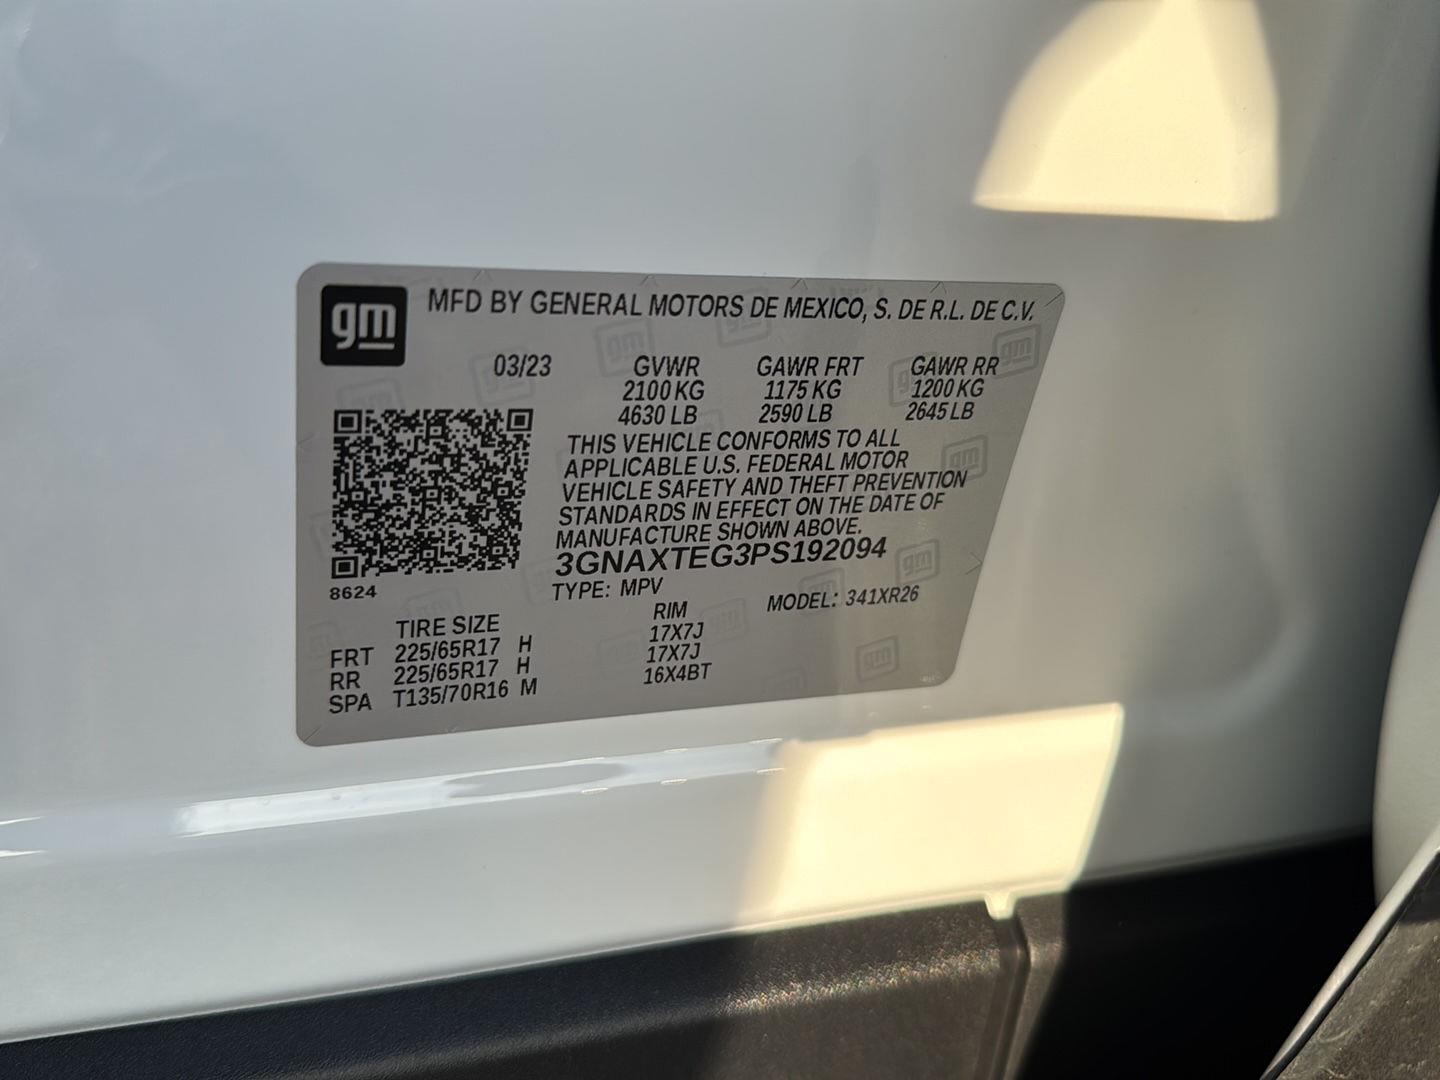 gm
MFD BY GENERAL MOTORS DE MEXICO, S. DE R.L. DE C.V.
03/23 GVWR GAWR FRT GAWR RR
2100 KG 1175 KG 1200 KG
4630 LB 2590 LB 2645 LB
THIS VEHICLE CONFORMS TO ALL
APPLICABLE U.S. FEDERAL MOTOR
VEHICLE SAFETY AND THEFT PREVENTION
STANDARDS IN EFFECT ON THE DATE OF
MANUFACTURE SHOWN ABOVE.
3GNAXTEG3PS192094
8624
TYPE: MPV MODEL: 341XR26
TIRE SIZE RIM
FRT 225/65R17 H 17X7J
RR 225/65R17 H 17X7J
SPA T135/70R16 M 16X4BT